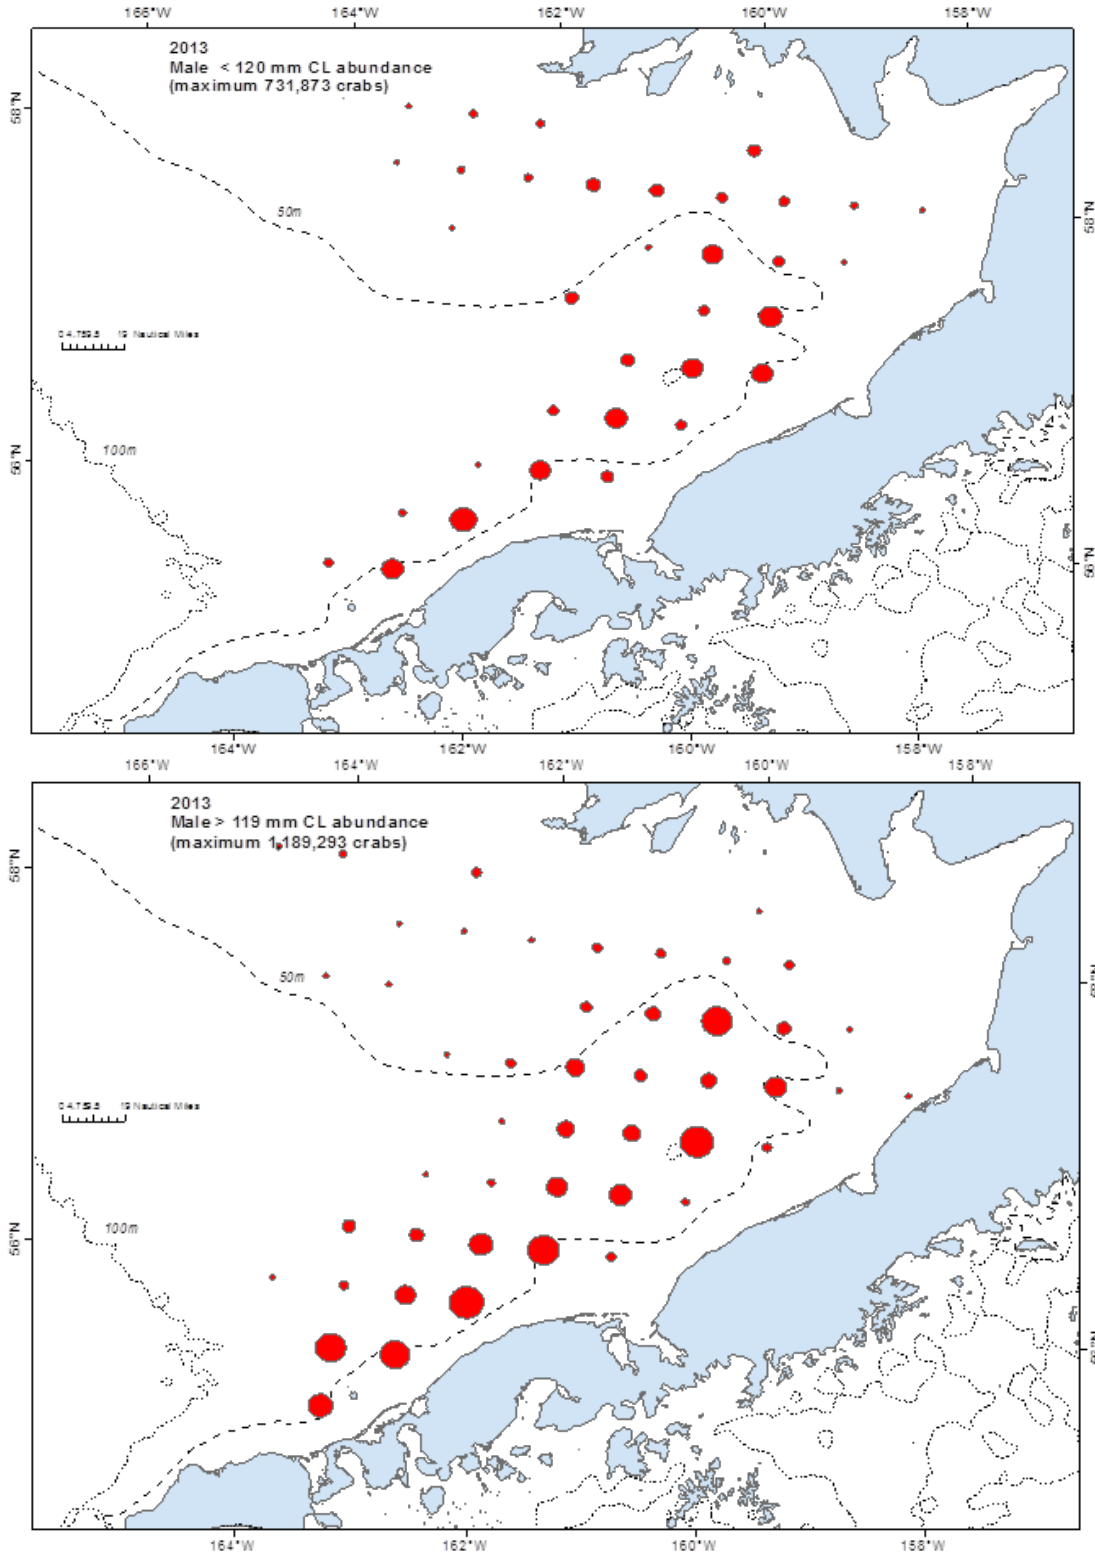 166°W 164°W 162°W 160°W 158°W
2013
Male < 120 mm CL abundance
(maximum 731,873 crabs)
58°N
50m
58°N
19 Nautical Miles
100m
56°N
56°N
164°W 162°W 160°W 158°W
166°W 164°W 162°W 160°W 158°W
2013
Male > 119 mm CL abundance
(maximum 1,189,293 crabs)
58°N
50m
58°N
19 Nautical Miles
100m
56°N
56°N
164°W 162°W 160°W 158°W